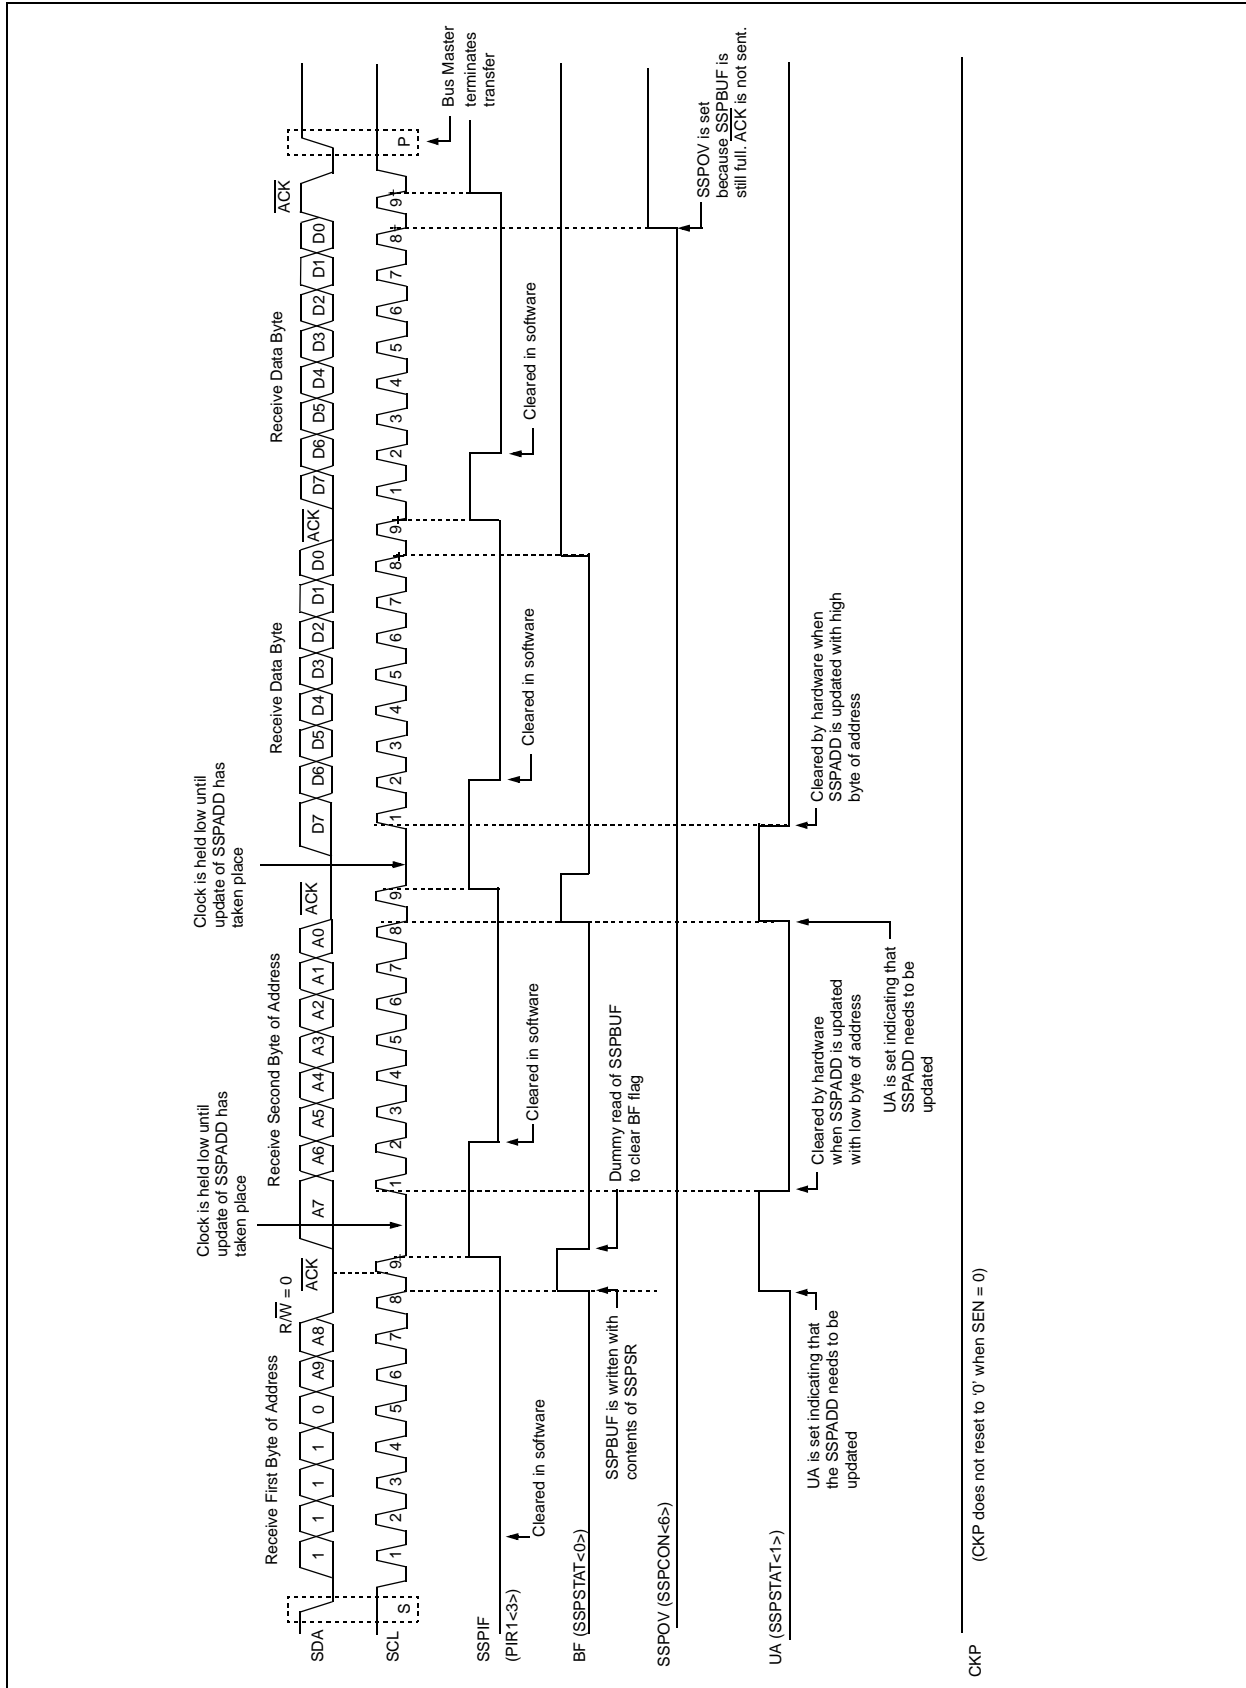 Receive First Byte of Address
R/W = 0
Receive Second Byte of Address
Receive Data Byte
Receive Data Byte
Clock is held low until
update of SSPADD has
taken place
Clock is held low until
update of SSPADD has
taken place
SDA
1 1 1 1 0 A9 A8 ACK
A7 A6 A5 A4 A3 A2 A1 A0 ACK
D7 D6 D5 D4 D3 D2 D1 D0 ACK
D7 D6 D5 D4 D3 D2 D1 D0 ACK
SCL
S
1 2 3 4 5 6 7 8 9
1 2 3 4 5 6 7 8 9
1 2 3 4 5 6 7 8 9
1 2 3 4 5 6 7 8 9
P
Bus Master
terminates
transfer
SSPIF
(PIR1<3>)
Cleared in software
Cleared in software
Cleared in software
Cleared in software
BF (SSPSTAT<0>)
SSPBUF is written with
contents of SSPSR
Dummy read of SSPBUF
to clear BF flag
SSPOV (SSPCON<6>)
SSPOV is set
because SSPBUF is
still full. ACK is not sent.
UA (SSPSTAT<1>)
UA is set indicating that
the SSPADD needs to be
updated
Cleared by hardware
when SSPADD is updated
with low byte of address
UA is set indicating that
SSPADD needs to be
updated
Cleared by hardware when
SSPADD is updated with high
byte of address
CKP
(CKP does not reset to ‘0’ when SEN = 0)